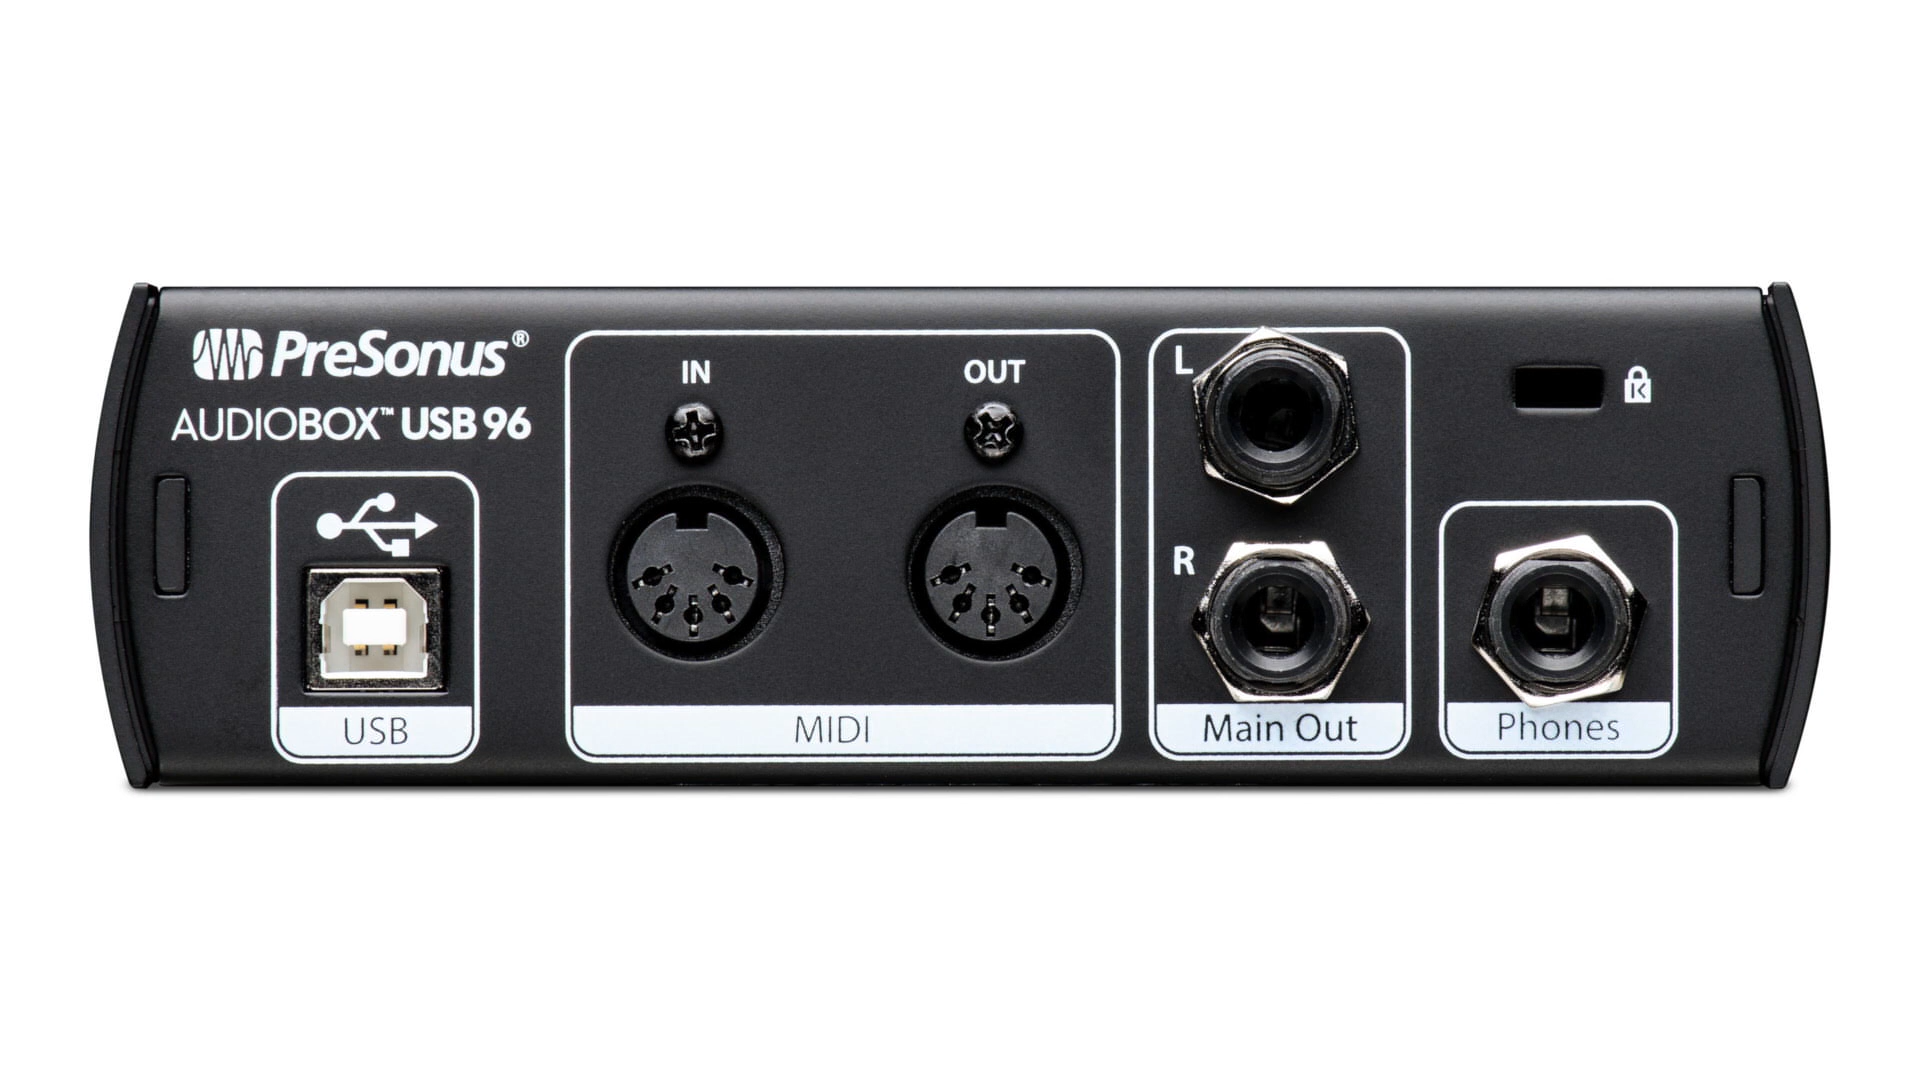 PreSonus®
AUDIOBOX™ USB 96
USB
IN
OUT
MIDI
L
R
Main Out
K
Phones